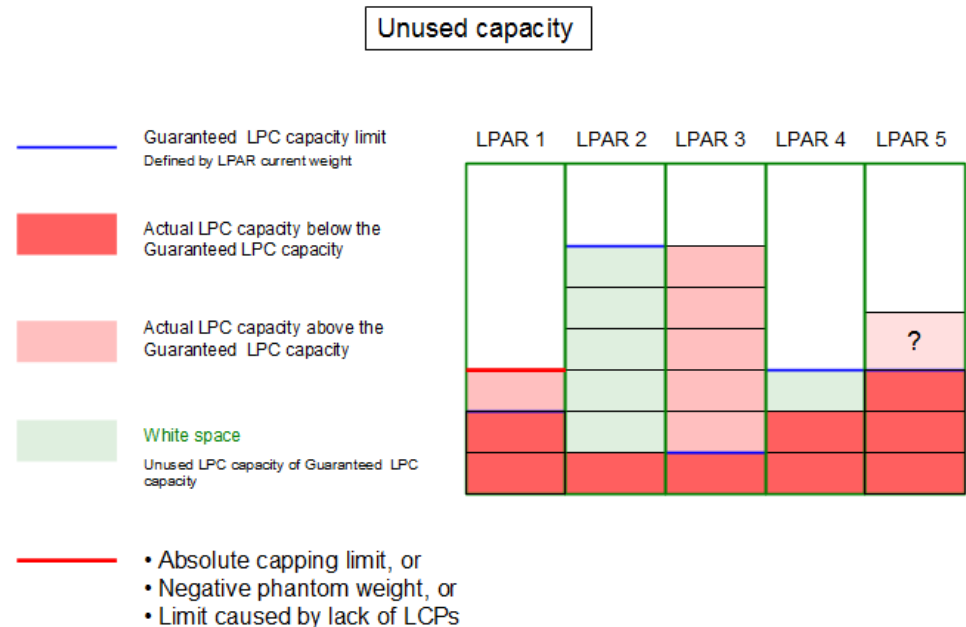 Unused capacity
Guaranteed LPC capacity limit
Defined by LPAR current weight
LPAR 1 LPAR 2 LPAR 3 LPAR 4 LPAR 5
Actual LPC capacity below the
Guaranteed LPC capacity
Actual LPC capacity above the
Guaranteed LPC capacity
?
White space
Unused LPC capacity of Guaranteed LPC
capacity
• Absolute capping limit, or
• Negative phantom weight, or
• Limit caused by lack of LCPs